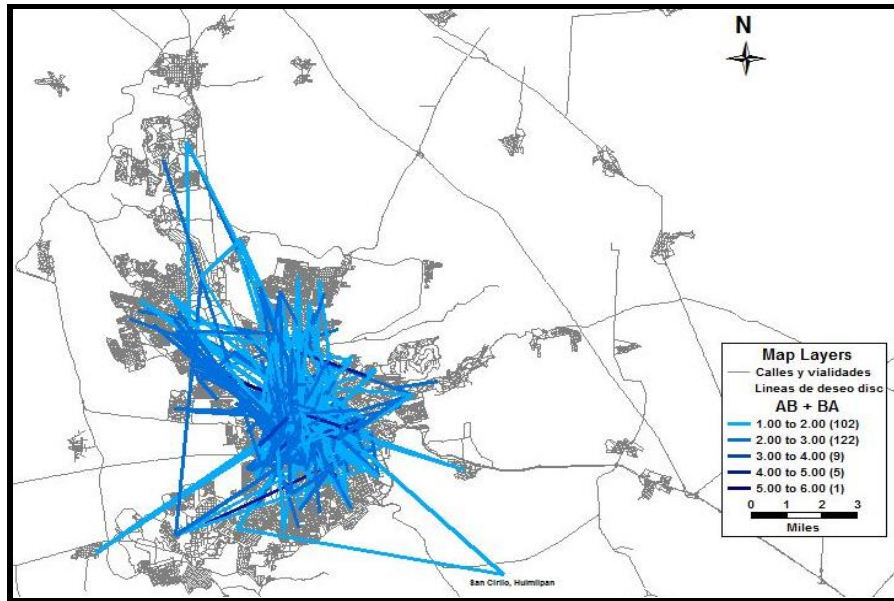 N
Map Layers
Calles y vialidades
Lineas de deseo disc
AB + BA
1.00 to 2.00 (102)
2.00 to 3.00 (122)
3.00 to 4.00 (9)
4.00 to 5.00 (5)
5.00 to 6.00 (1)
0 1 2 3
Miles
San Cirilo, Huimilpan